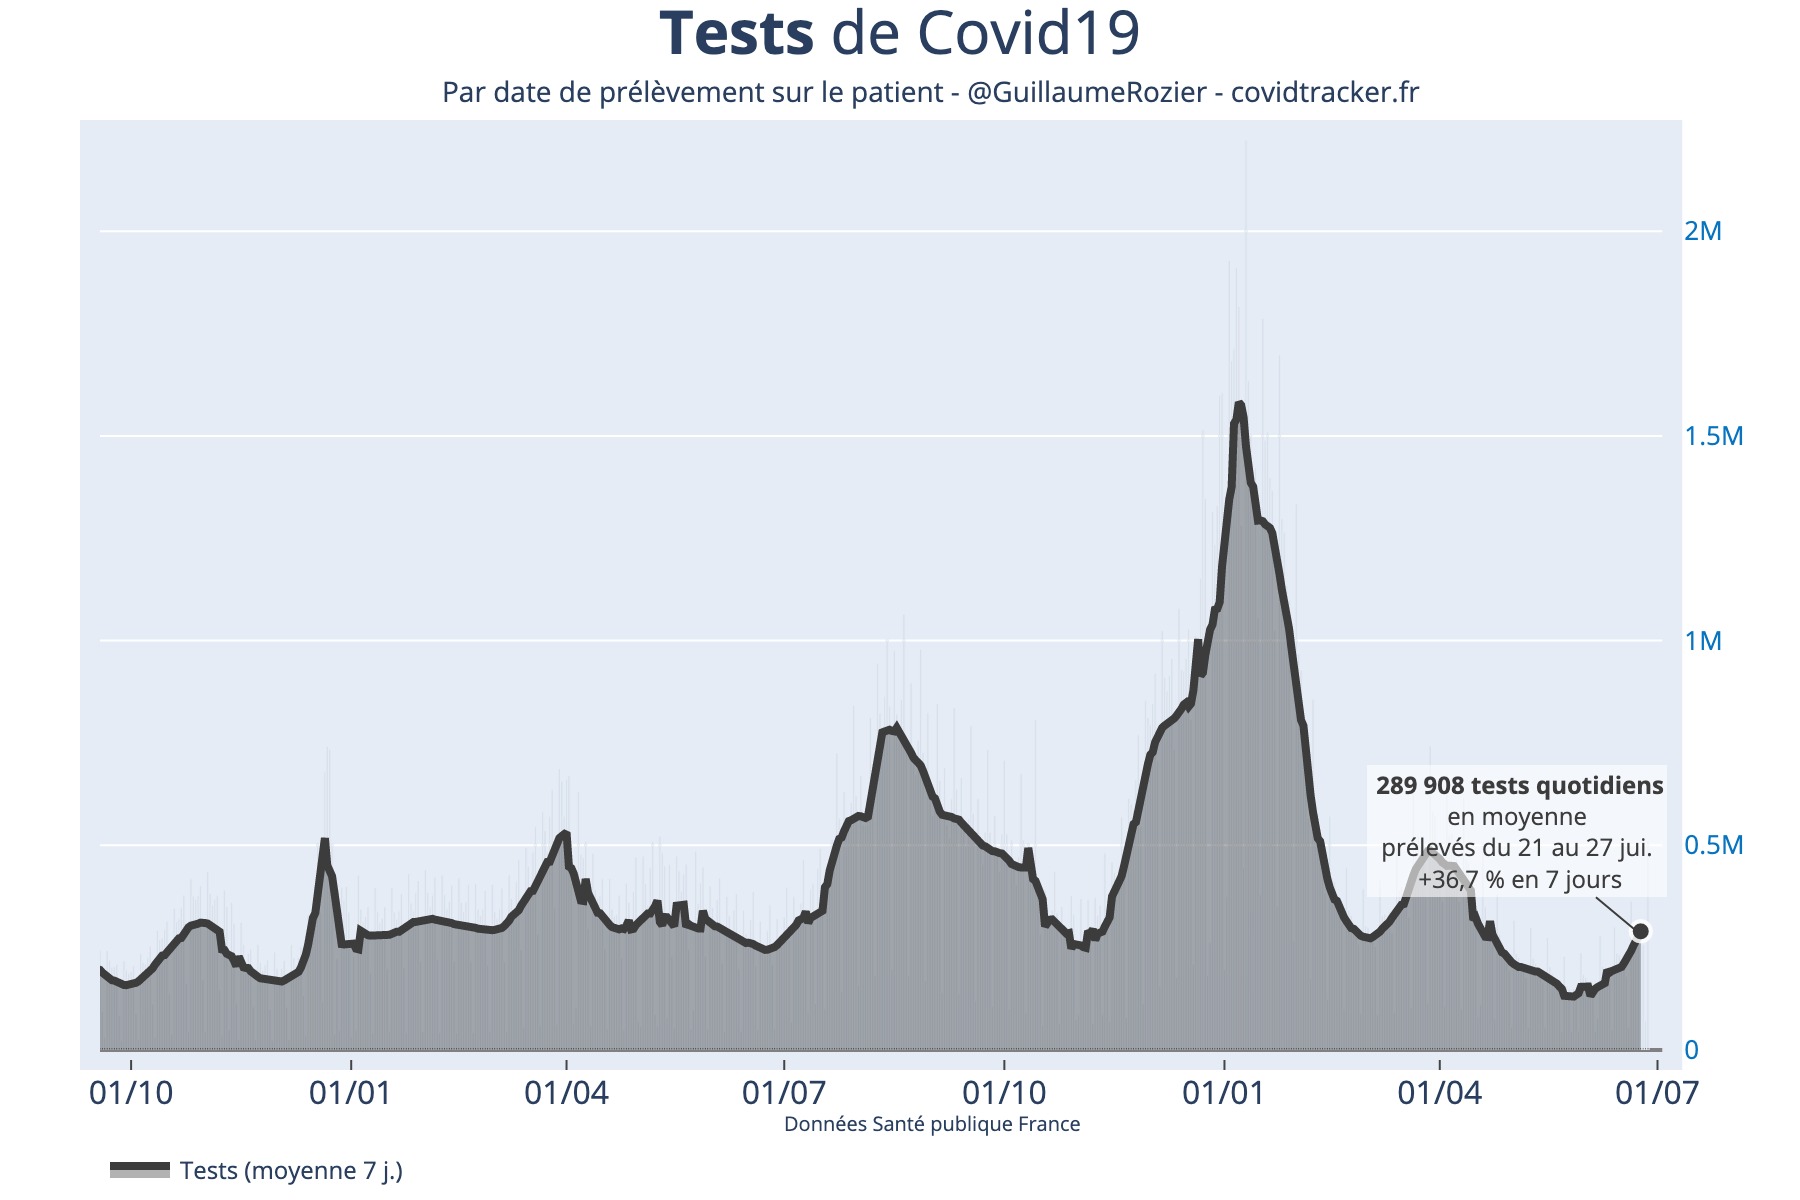 Tests de Covid19
Par date de prélèvement sur le patient - @GuillaumeRozier - covidtracker.fr
2M
1.5M
1M
289 908 tests quotidiens
en moyenne
prélevés du 21 au 27 jui.
+36,7 % en 7 jours
0.5M
0
01/10 01/01 01/04 01/07 01/10 01/01 01/04 01/07
Données Santé publique France
Tests (moyenne 7 j.)